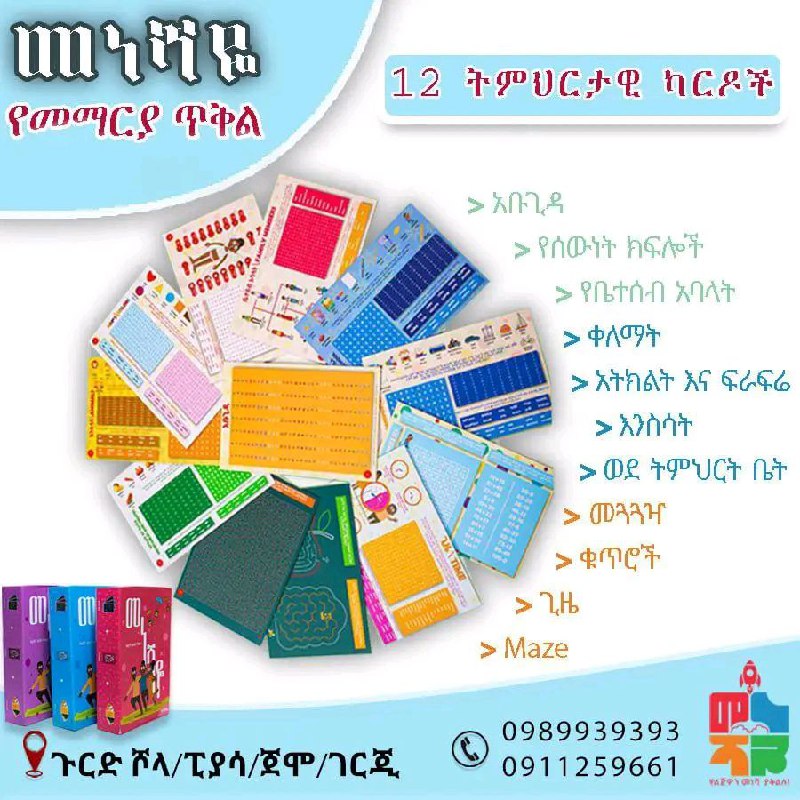 መነሻዬ
የመማርያ ጥቅል
12 ትምህርታዊ ካርዶች
> አቡጊዳ
> የሰውነት ክፍሎች
> የቤተሰብ አባላት
> ቀለማት
> አትክልት እና ፍራፍሬ
> እንስሳት
> ወደ ትምህርት ቤት
> መጓጓዣ
> ቁጥሮች
> ጊዜ
> Maze
ጉርድ ሾላ/ፒያሳ/ጀሞ/ገርጂ
0989939393
0911259661